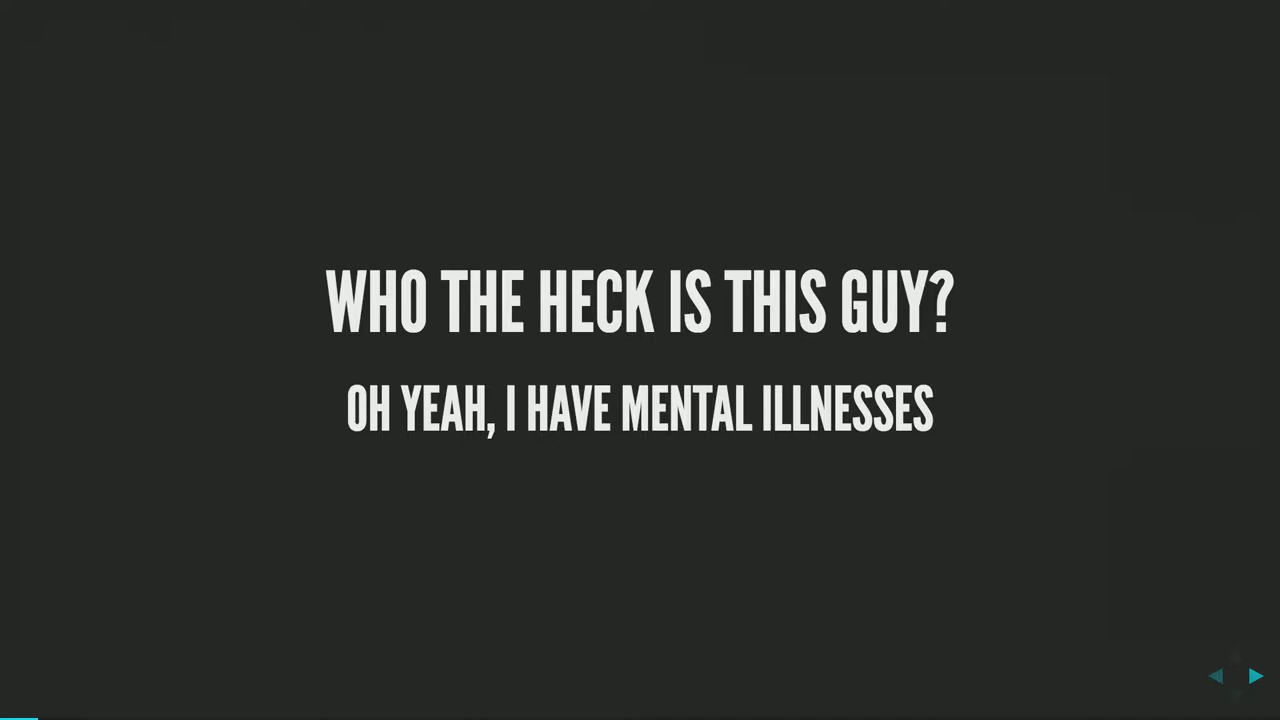 WHO THE HECK IS THIS GUY?
OH YEAH, I HAVE MENTAL ILLNESSES